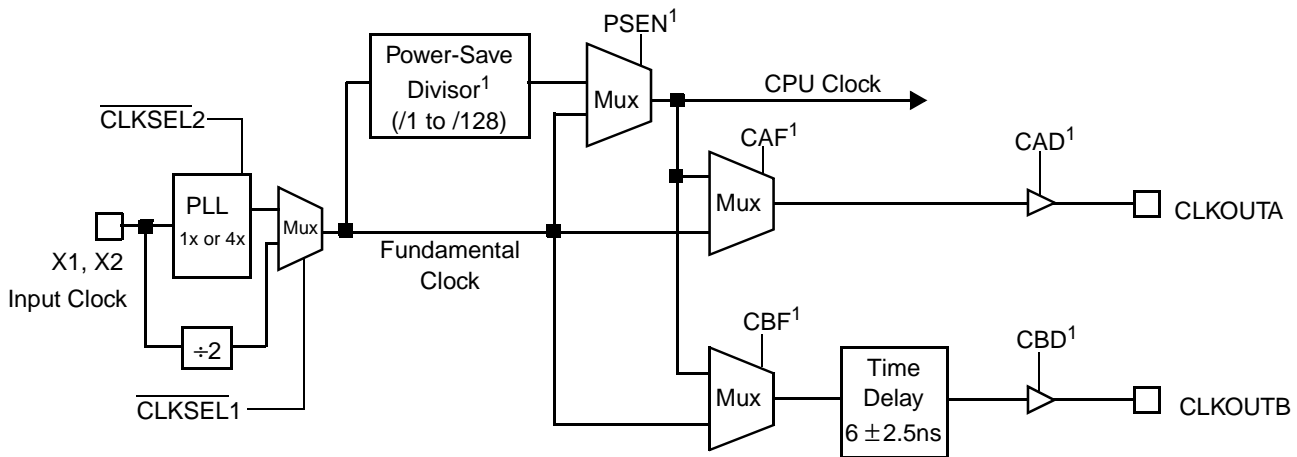 PSEN¹
Power-Save
Divisor¹
(/1 to /128)
Mux
CPU Clock
CLKSEL2
CAF¹
CAD¹
PLL
1x or 4x
Mux
Mux
CLKOUTA
X1, X2
Input Clock
Fundamental
Clock
÷2
CLKSEL1
CBF¹
Mux
Time
Delay
6 ±2.5ns
CBD¹
CLKOUTB